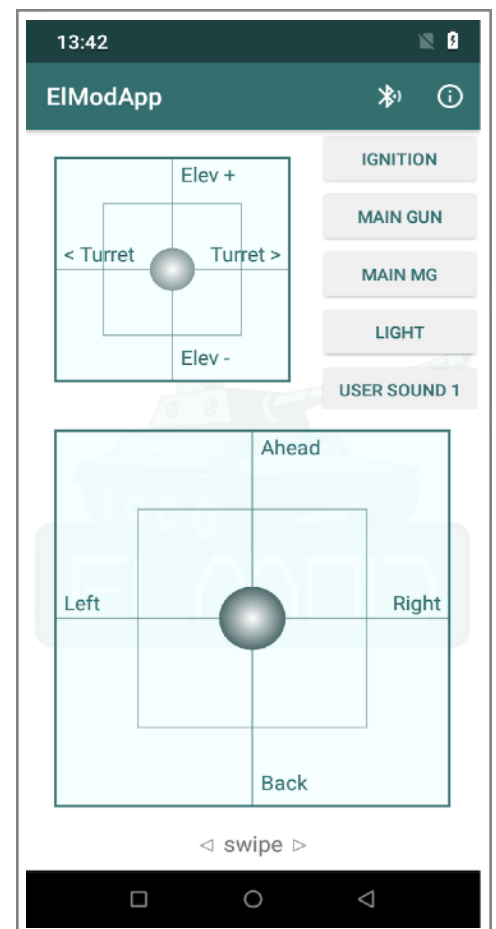 13:42
ElModApp
IGNITION
Elev +
MAIN GUN
< Turret
Turret >
MAIN MG
LIGHT
Elev -
USER SOUND 1
Ahead
Left
Right
Back
◁ swipe ▷
ELMOD